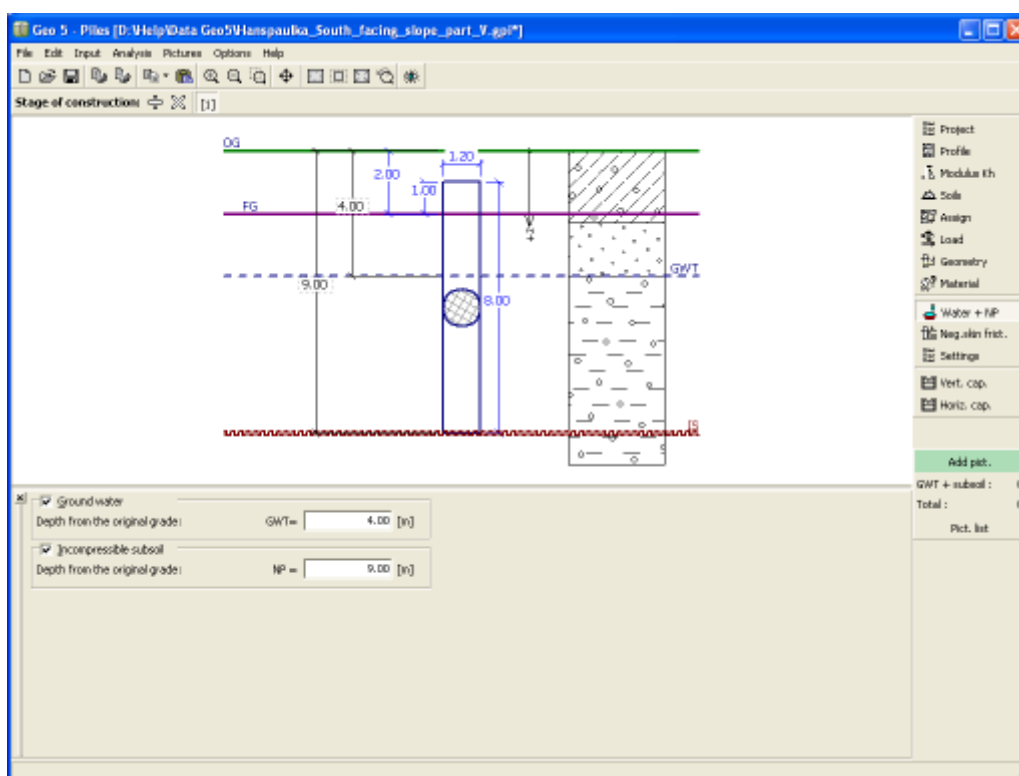 Geo 5 - Piles [D:\Help\Data Geo5\Hanspaulka_South_facing_slope_part_V.gpi*]
File Edit Input Analysis Pictures Options Help
Stage of construction: [1]
OG
1.20
2.00
1.00
4.00
FG
+z
GWT
9.00
8.00
IS
Project
Profile
Modulus Kh
Soils
Assign
Load
Geometry
Material
Water + NP
Neg.skin frict.
Settings
Vert. cap.
Horiz. cap.
Add pict.
GWT + subsoil :
Total :
Pict. list
Ground water
Depth from the original grade: GWT= 4.00 [m]
Incompressible subsoil
Depth from the original grade: NP = 9.00 [m]